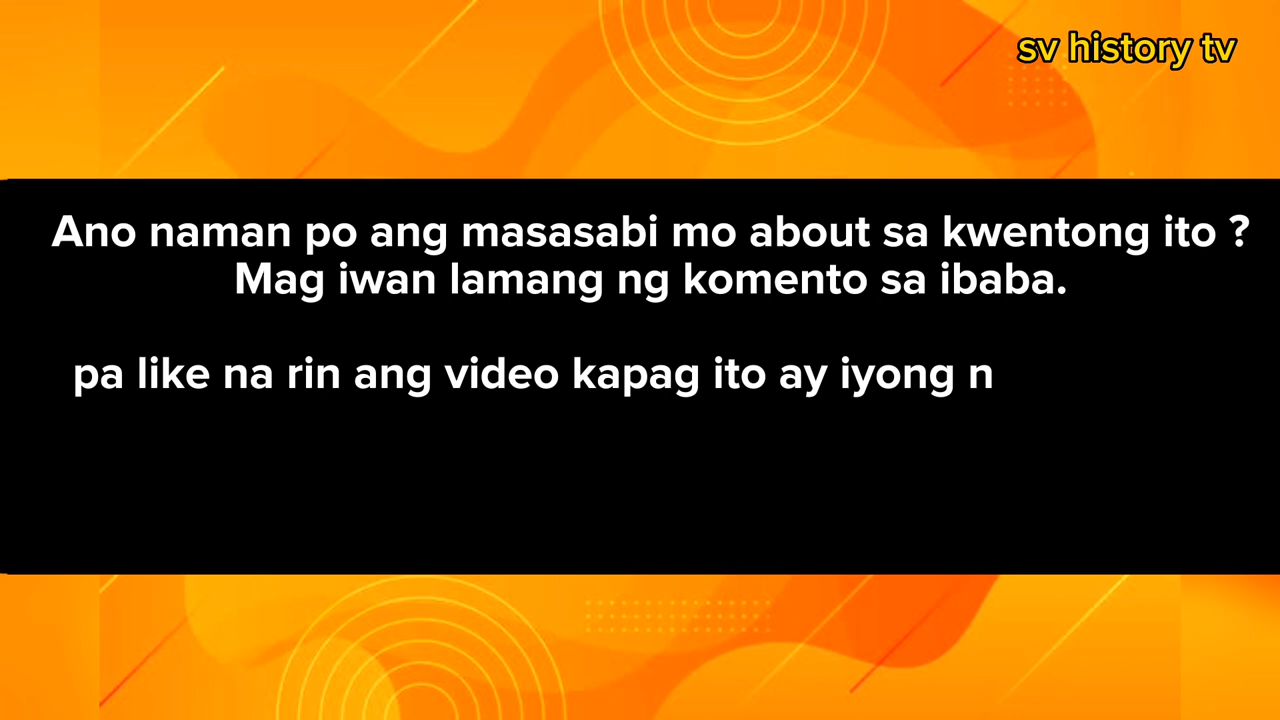 sv history tv
Ano naman po ang masasabi mo about sa kwentong ito ?
Mag iwan lamang ng komento sa ibaba.
pa like na rin ang video kapag ito ay iyong n